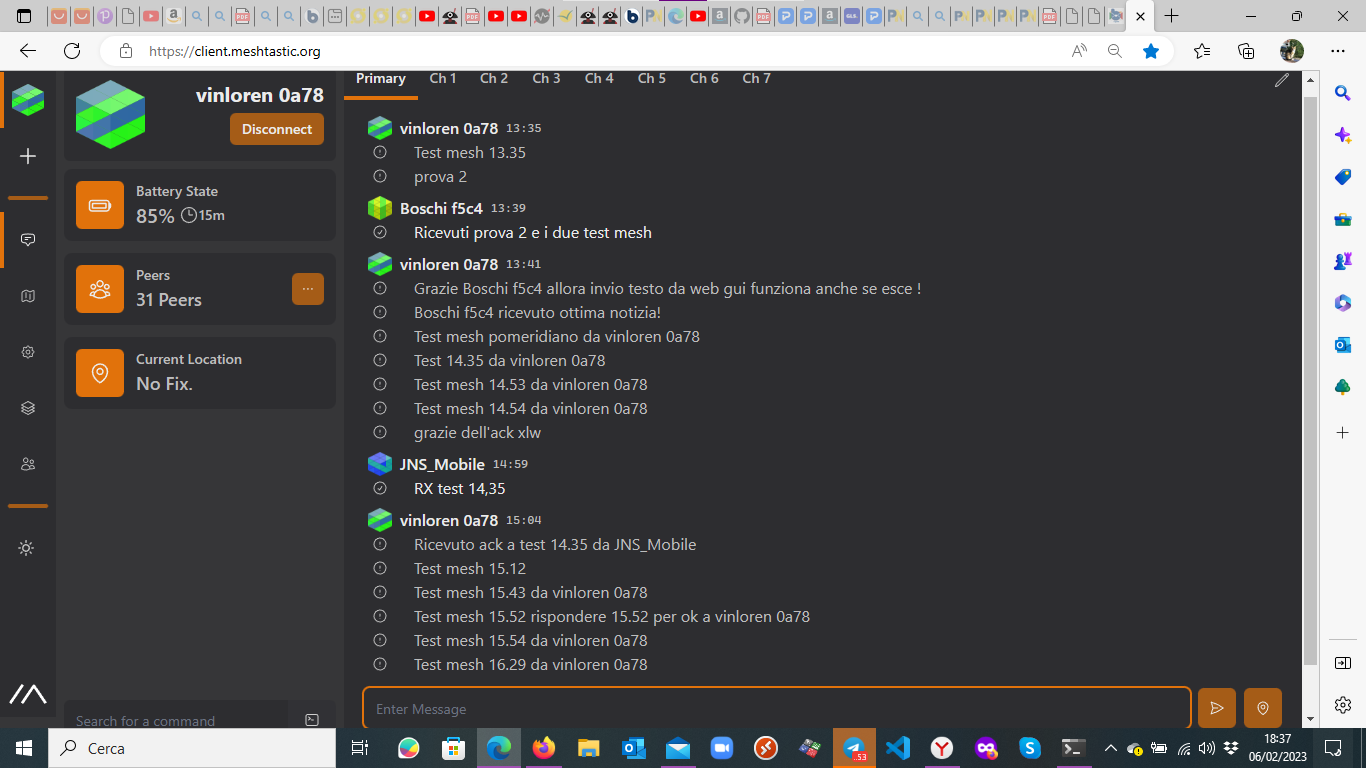 https://client.meshtastic.org
vinloren 0a78
Disconnect
Battery State
85% 15m
Peers
31 Peers
...
Current Location
No Fix.
Search for a command
Primary Ch 1 Ch 2 Ch 3 Ch 4 Ch 5 Ch 6 Ch 7
vinloren 0a78 13:35
Test mesh 13.35
prova 2
Boschi f5c4 13:39
Ricevuti prova 2 e i due test mesh
vinloren 0a78 13:41
Grazie Boschi f5c4 allora invio testo da web gui funziona anche se esce !
Boschi f5c4 ricevuto ottima notizia!
Test mesh pomeridiano da vinloren 0a78
Test 14.35 da vinloren 0a78
Test mesh 14.53 da vinloren 0a78
Test mesh 14.54 da vinloren 0a78
grazie dell'ack xlw
JNS_Mobile 14:59
RX test 14,35
vinloren 0a78 15:04
Ricevuto ack a test 14.35 da JNS_Mobile
Test mesh 15.12
Test mesh 15.43 da vinloren 0a78
Test mesh 15.52 rispondere 15.52 per ok a vinloren 0a78
Test mesh 15.54 da vinloren 0a78
Test mesh 16.29 da vinloren 0a78
Enter Message
Cerca
..53
18:37
06/02/2023